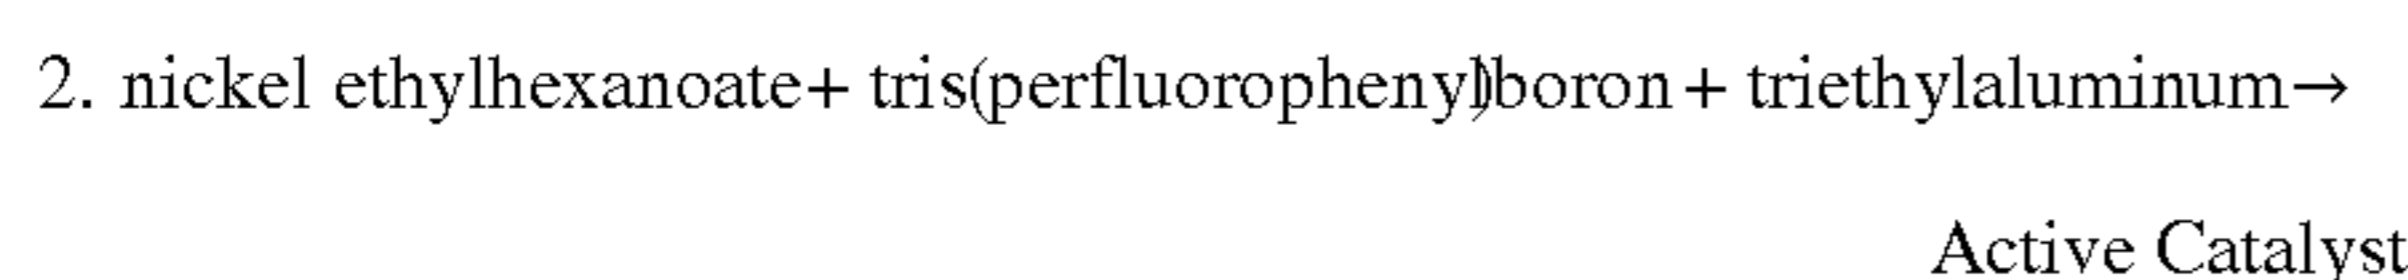 2. nickel ethylhexanoate+ tris(perfluorophenyl)boron+ triethylaluminum→
Active Catalyst